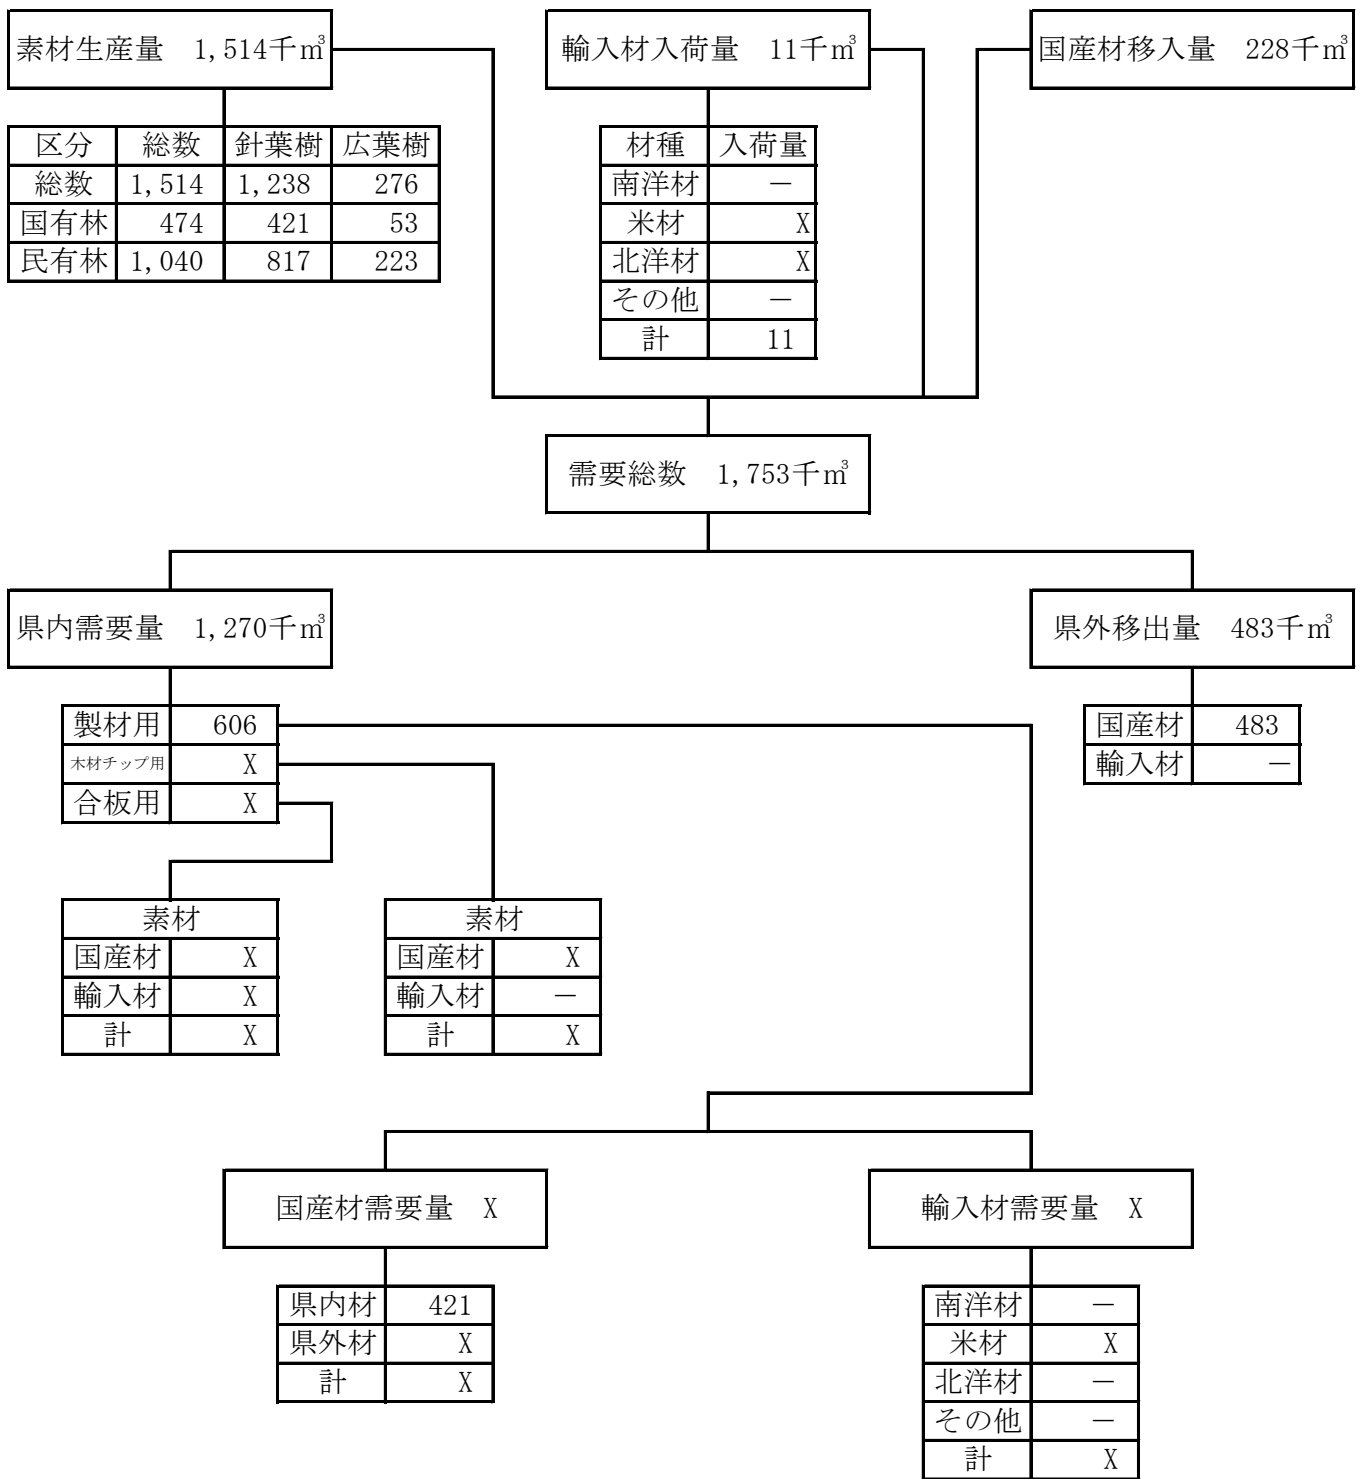 素材生産量　1,514千㎥
輸入材入荷量　11千㎥
国産材移入量　228千㎥
区分 総数 針葉樹 広葉樹
総数 1,514 1,238 276
国有林 474 421 53
民有林 1,040 817 223
材種 入荷量
南洋材 －
米材 X
北洋材 X
その他 －
計 11
需要総数　1,753千㎥
県内需要量　1,270千㎥
県外移出量　483千㎥
製材用 606
木材チップ用 X
合板用 X
国産材 483
輸入材 －
素材
国産材 X
輸入材 X
計 X
素材
国産材 X
輸入材 －
計 X
国産材需要量　X
輸入材需要量　X
県内材 421
県外材 X
計 X
南洋材 －
米材 X
北洋材 －
その他 －
計 X